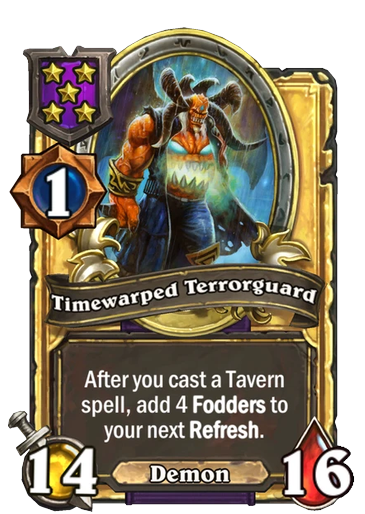 1
Timewarped Terrorguard
After you cast a Tavern
spell, add 4 Fodders to
your next Refresh.
14
Demon
16